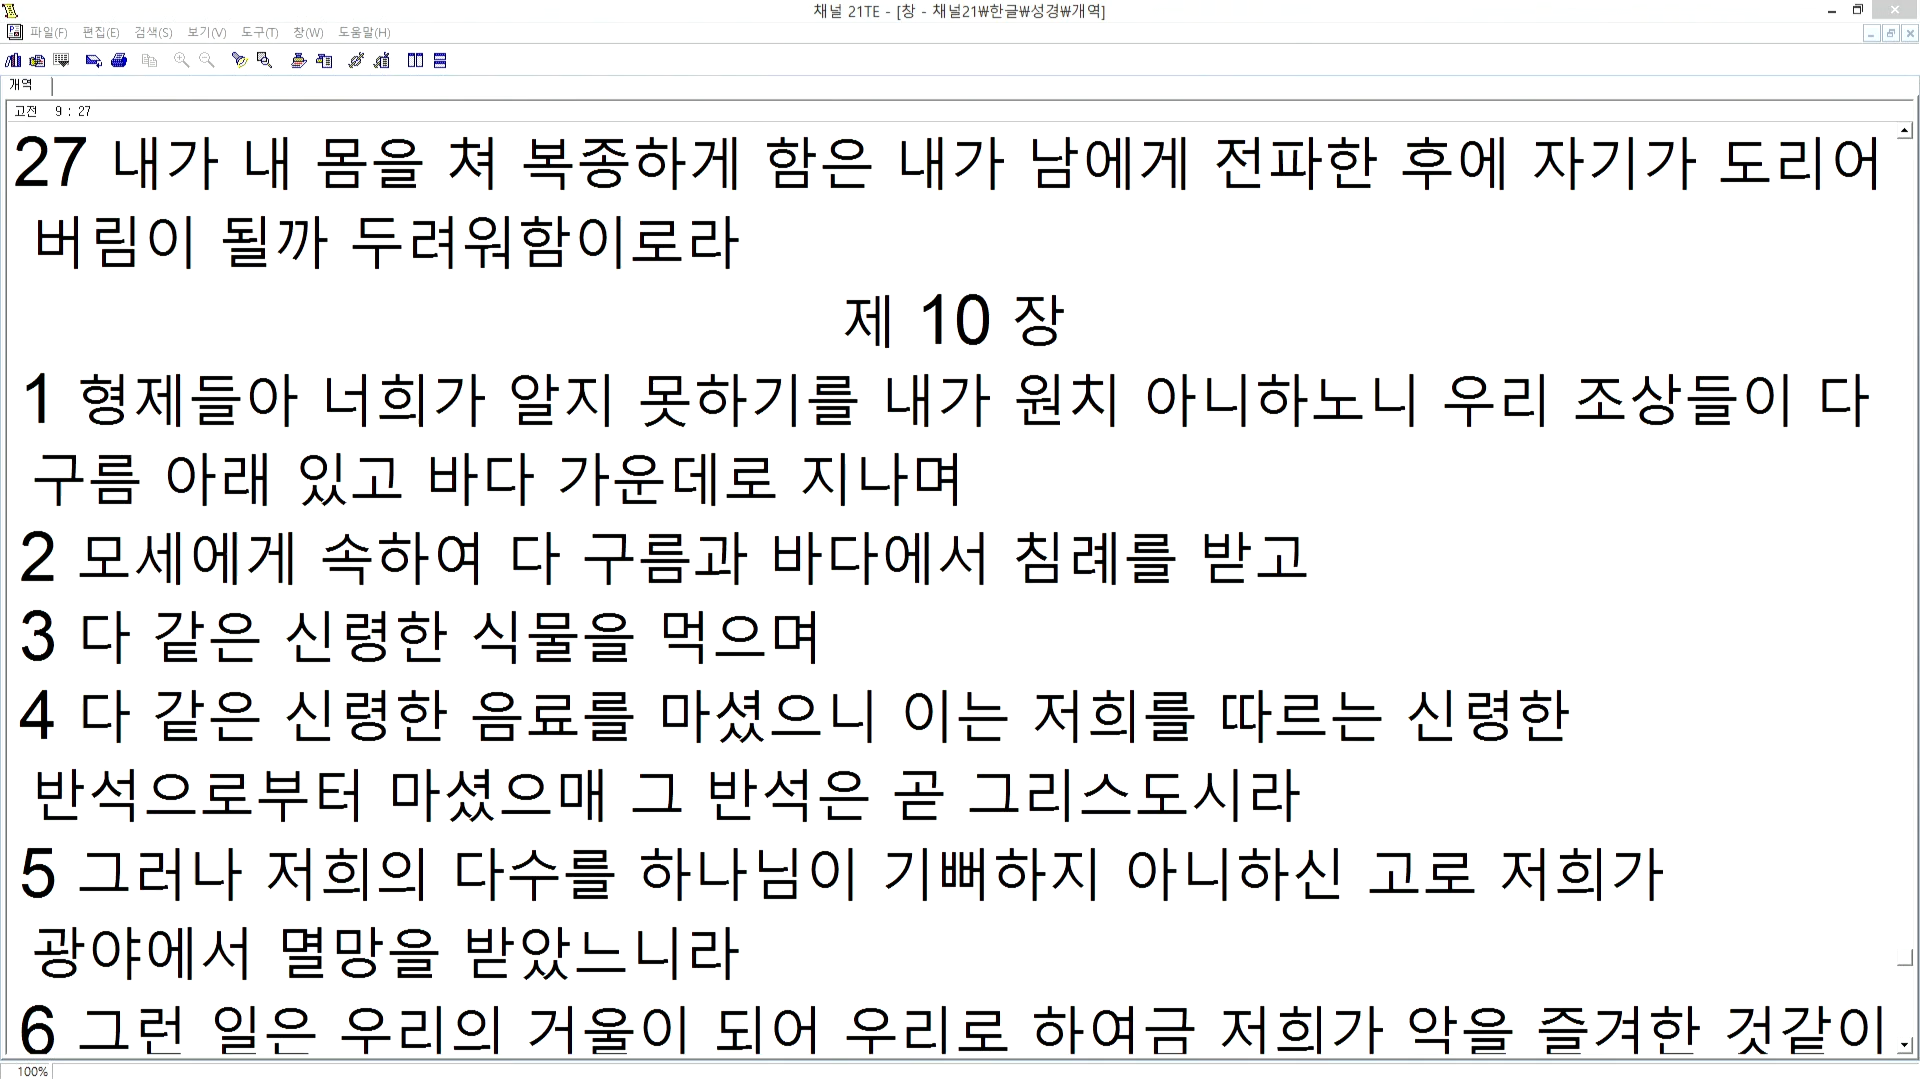 채널 21TE - [창 - 채널21￦한글￦성경￦개역]
파일(F) 편집(E) 검색(S) 보기(V) 도구(T) 창(W) 도움말(H)
개역
고전 9 : 27
27 내가 내 몸을 쳐 복종하게 함은 내가 남에게 전파한 후에 자기가 도리어
버림이 될까 두려워함이로라
제 10 장
1 형제들아 너희가 알지 못하기를 내가 원치 아니하노니 우리 조상들이 다
구름 아래 있고 바다 가운데로 지나며
2 모세에게 속하여 다 구름과 바다에서 침례를 받고
3 다 같은 신령한 식물을 먹으며
4 다 같은 신령한 음료를 마셨으니 이는 저희를 따르는 신령한
반석으로부터 마셨으매 그 반석은 곧 그리스도시라
5 그러나 저희의 다수를 하나님이 기뻐하지 아니하신 고로 저희가
광야에서 멸망을 받았느니라
6 그런 일은 우리의 거울이 되어 우리로 하여금 저희가 악을 즐겨한 것같이
100%